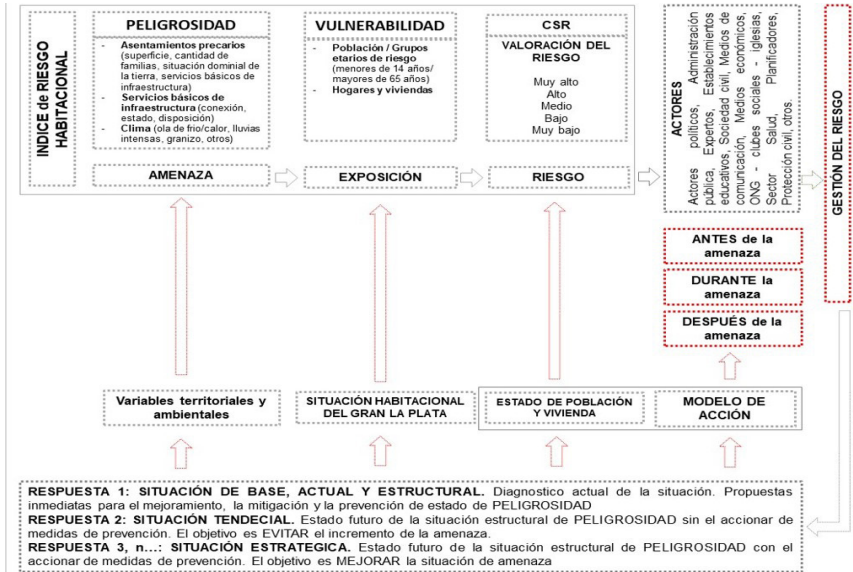 INDICE de RIESGO
HABITACIONAL
PELIGROSIDAD
- Asentamientos precarios
(superficie, cantidad de
familias, situación dominial de
la tierra, servicios básicos de
infraestructura)
- Servicios básicos de
infraestructura (conexión,
estado, disposición)
- Clima (ola de frio/calor, lluvias
intensas, granizo, otros)
AMENAZA
VULNERABILIDAD
- Población / Grupos
etarios de riesgo
(menores de 14 años/
mayores de 65 años)
- Hogares y viviendas
EXPOSICIÓN
CSR
VALORACIÓN DEL
RIESGO
Muy alto
Alto
Medio
Bajo
Muy bajo
RIESGO
ACTORES
Actores políticos, Administración
pública, Expertos, Establecimientos
educativos, Sociedad civil, Medios de
comunicación, Medios económicos,
ONG - clubes sociales - iglesias,
Sector Salud, Planificadores,
Protección civil, otros.
GESTIÓN DEL RIESGO
ANTES de la
amenaza
DURANTE la
amenaza
DESPUÉS de la
amenaza
Variables territoriales y
ambientales
SITUACIÓN HABITACIONAL
DEL GRAN LA PLATA
ESTADO DE POBLACIÓN
Y VIVIENDA
MODELO DE
ACCIÓN
RESPUESTA 1: SITUACIÓN DE BASE, ACTUAL Y ESTRUCTURAL. Diagnostico actual de la situación. Propuestas
inmediatas para el mejoramiento, la mitigación y la prevención de estado de PELIGROSIDAD
RESPUESTA 2: SITUACIÓN TENDECIAL. Estado futuro de la situación estructural de PELIGROSIDAD sin el accionar de
medidas de prevención. El objetivo es EVITAR el incremento de la amenaza.
RESPUESTA 3, n...: SITUACIÓN ESTRATEGICA. Estado futuro de la situación estructural de PELIGROSIDAD con el
accionar de medidas de prevención. El objetivo es MEJORAR la situación de amenaza